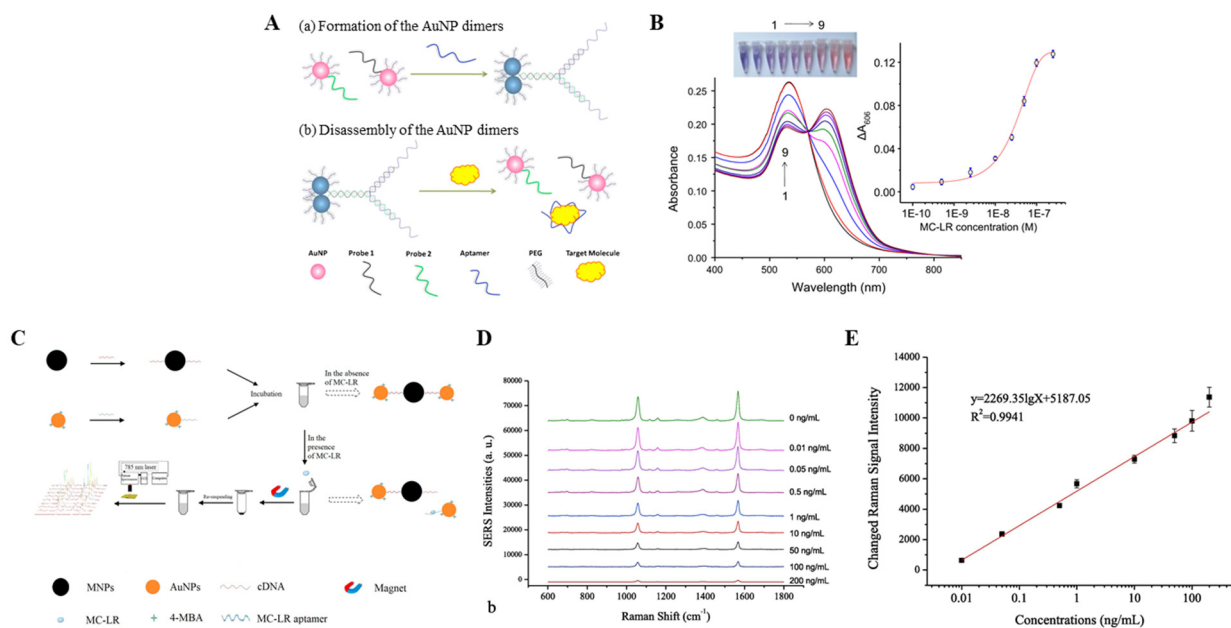 A
(a) Formation of the AuNP dimers
(b) Disassembly of the AuNP dimers
AuNP Probe 1 Probe 2 Aptamer PEG Target Molecule
B
1 → 9
0.25
0.20
0.15
0.10
0.05
0.00
Absorbance
9
1
400 500 600 700 800
Wavelength (nm)
0.12
0.08
0.04
0.00
ΔA606
1E-10 1E-9 1E-8 1E-7
MC-LR concentration (M)
C
Incubation
In the absence
of MC-LR
In the
presence
of MC-LR
785 nm laser
Re-suspending
MNPs AuNPs cDNA Magnet
MC-LR 4-MBA MC-LR aptamer
D
80000
70000
60000
50000
40000
30000
20000
10000
0
SERS Intensities (a. u.)
0 ng/mL
0.01 ng/mL
0.05 ng/mL
0.5 ng/mL
1 ng/mL
10 ng/mL
50 ng/mL
100 ng/mL
200 ng/mL
600 800 1000 1200 1400 1600 1800
Raman Shift (cm-1)
b
E
14000
12000
10000
8000
6000
4000
2000
0
Changed Raman Signal Intensity
y=2269.35lgX+5187.05
R²=0.9941
0.01 0.1 1 10 100
Concentrations (ng/mL)